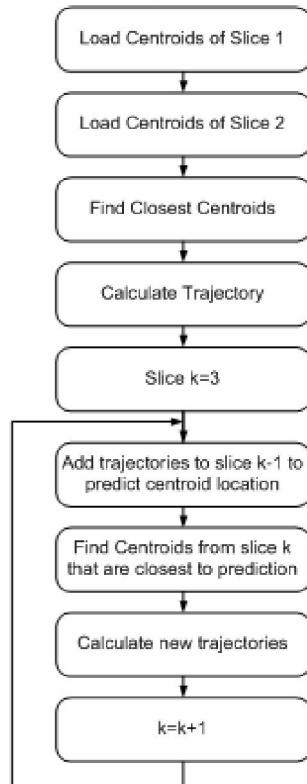 Load Centroids of Slice 1
Load Centroids of Slice 2
Find Closest Centroids
Calculate Trajectory
Slice k=3
Add trajectories to slice k-1 to
predict centroid location
Find Centroids from slice k
that are closest to prediction
Calculate new trajectories
k=k+1